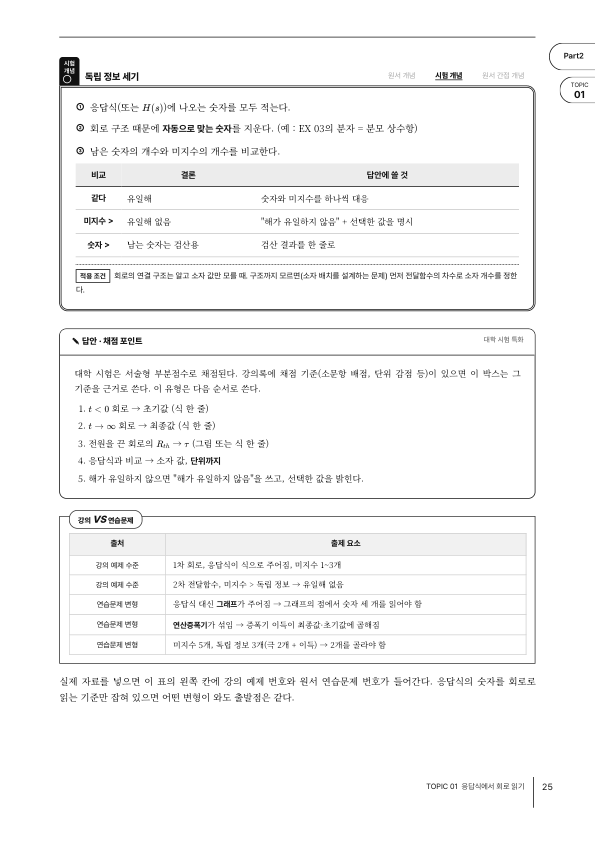 Part2
TOPIC
01
시험
개념
독립 정보 세기
원서 개념 시험 개념 원서 간접 개념
① 응답식(또는 H(s))에 나오는 숫자를 모두 적는다.
② 회로 구조 때문에 자동으로 맞는 숫자를 지운다. (예 : EX 03의 분자 = 분모 상수항)
③ 남은 숫자의 개수와 미지수의 개수를 비교한다.
비교 결론 답안에 쓸 것
같다 유일해 숫자와 미지수를 하나씩 대응
미지수 > 유일해 없음 "해가 유일하지 않음" + 선택한 값을 명시
숫자 > 남는 숫자는 검산용 검산 결과를 한 줄로
적용 조건 회로의 연결 구조는 알고 소자 값만 모를 때. 구조까지 모르면(소자 배치를 설계하는 문제) 먼저 전달함수의 차수로 소자 개수를 정한
다.
답안 · 채점 포인트
대학 시험 특화
대학 시험은 서술형 부분점수로 채점된다. 강의록에 채점 기준(소문항 배점, 단위 감점 등)이 있으면 이 박스는 그
기준을 근거로 쓴다. 이 유형은 다음 순서로 쓴다.
1. t < 0 회로 → 초기값 (식 한 줄)
2. t → ∞ 회로 → 최종값 (식 한 줄)
3. 전원을 끈 회로의 Rth → τ (그림 또는 식 한 줄)
4. 응답식과 비교 → 소자 값, 단위까지
5. 해가 유일하지 않으면 "해가 유일하지 않음"을 쓰고, 선택한 값을 밝힌다.
강의 VS 연습문제
출처 출제 요소
강의 예제 수준 1차 회로, 응답식이 식으로 주어짐, 미지수 1~3개
강의 예제 수준 2차 전달함수, 미지수 > 독립 정보 → 유일해 없음
연습문제 변형 응답식 대신 그래프가 주어짐 → 그래프의 점에서 숫자 세 개를 읽어야 함
연습문제 변형 연산증폭기가 섞임 → 증폭기 이득이 최종값·초기값에 곱해짐
연습문제 변형 미지수 5개, 독립 정보 3개(극 2개 + 이득) → 2개를 골라야 함
실제 자료를 넣으면 이 표의 왼쪽 칸에 강의 예제 번호와 원서 연습문제 번호가 들어간다. 응답식의 숫자를 회로로
읽는 기준만 잡혀 있으면 어떤 변형이 와도 출발점은 같다.
TOPIC 01 응답식에서 회로 읽기 25